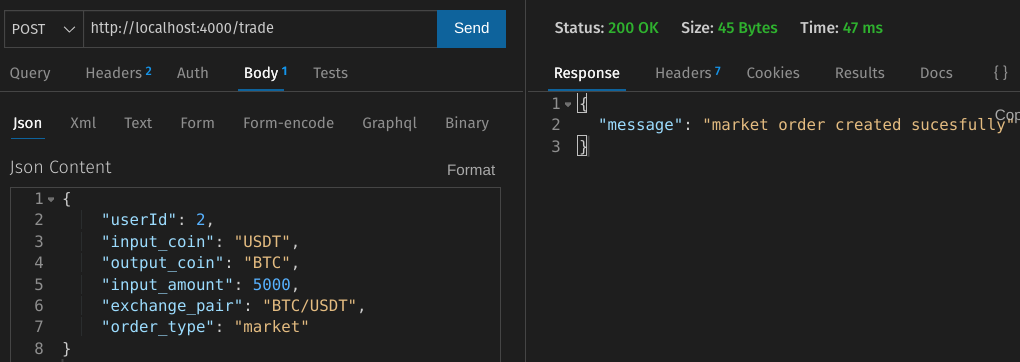 POST http://localhost:4000/trade Send
Query Headers 2 Auth Body 1 Tests
Json Xml Text Form Form-encode Graphql Binary
Json Content Format
1 {
2 "userId": 2,
3 "input_coin": "USDT",
4 "output_coin": "BTC",
5 "input_amount": 5000,
6 "exchange_pair": "BTC/USDT",
7 "order_type": "market"
8 }
Status: 200 OK Size: 45 Bytes Time: 47 ms
Response Headers 7 Cookies Results Docs { }
1 {
Cop
2 "message": "market order created sucesfully"
3 }